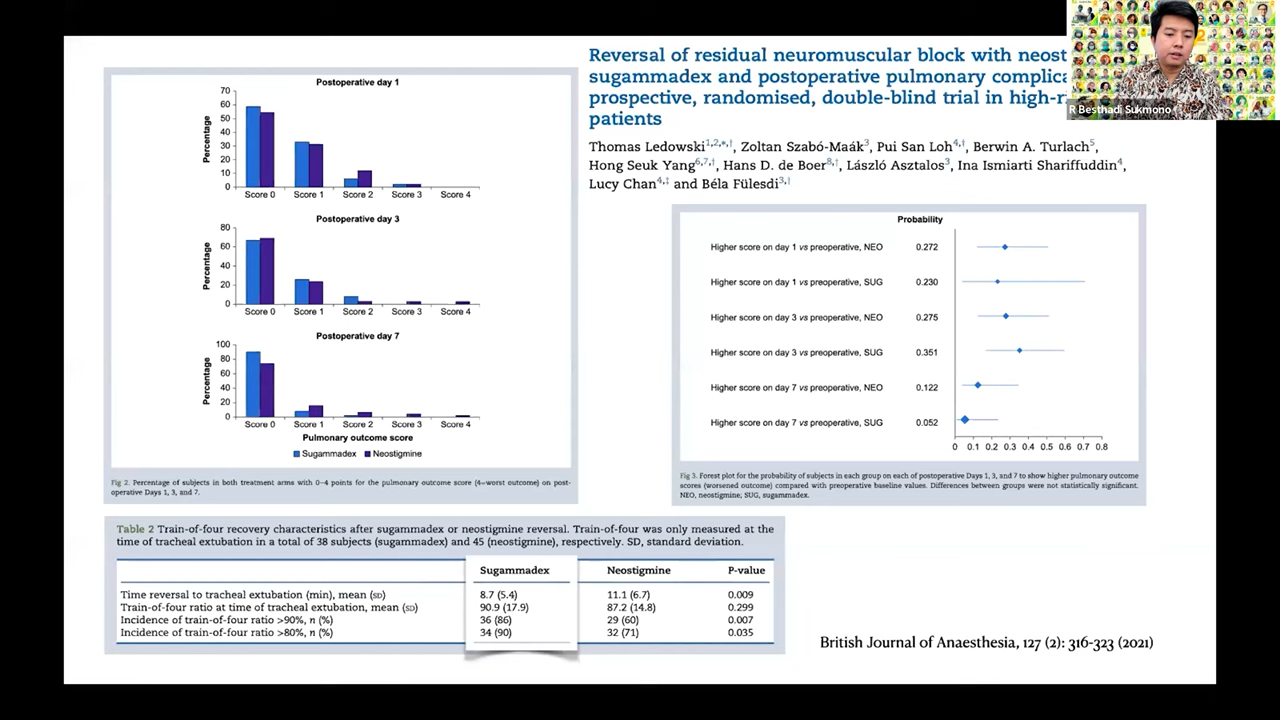 Reversal of residual neuromuscular block with neost
sugammadex and postoperative pulmonary complica
prospective, randomised, double-blind trial in high-ri
patients
Thomas Ledowski1,2,*,†, Zoltan Szabó-Maák3, Pui San Loh4,†, Berwin A. Turlach5,
Hong Seuk Yang6,7,†, Hans D. de Boer8,†, László Asztalos3, Ina Ismiarti Shariffuddin4,
Lucy Chan4,‡ and Béla Fülesdi3,†
R Besthadi Sukmono
Postoperative day 1
Percentage
70
60
50
40
30
20
10
0
Score 0 Score 1 Score 2 Score 3 Score 4
Postoperative day 3
Percentage
80
60
40
20
0
Score 0 Score 1 Score 2 Score 3 Score 4
Postoperative day 7
Percentage
100
80
60
40
20
0
Score 0 Score 1 Score 2 Score 3 Score 4
Pulmonary outcome score
Sugammadex Neostigmine
Fig 2. Percentage of subjects in both treatment arms with 0–4 points for the pulmonary outcome score (4=worst outcome) on post-
operative Days 1, 3, and 7.
Probability
Higher score on day 1 vs preoperative, NEO 0.272
Higher score on day 1 vs preoperative, SUG 0.230
Higher score on day 3 vs preoperative, NEO 0.275
Higher score on day 3 vs preoperative, SUG 0.351
Higher score on day 7 vs preoperative, NEO 0.122
Higher score on day 7 vs preoperative, SUG 0.052
0 0.1 0.2 0.3 0.4 0.5 0.6 0.7 0.8
Fig 3. Forest plot for the probability of subjects in each group on each of postoperative Days 1, 3, and 7 to show higher pulmonary outcome
scores (worsened outcome) compared with preoperative baseline values. Differences between groups were not statistically significant.
NEO, neostigmine; SUG, sugammadex.
Table 2 Train-of-four recovery characteristics after sugammadex or neostigmine reversal. Train-of-four was only measured at the
time of tracheal extubation in a total of 38 subjects (sugammadex) and 45 (neostigmine), respectively. SD, standard deviation.
Sugammadex Neostigmine P-value
Time reversal to tracheal extubation (min), mean (SD) 8.7 (5.4) 11.1 (6.7) 0.009
Train-of-four ratio at time of tracheal extubation, mean (SD) 90.9 (17.9) 87.2 (14.8) 0.299
Incidence of train-of-four ratio >90%, n (%) 36 (86) 29 (60) 0.007
Incidence of train-of-four ratio >80%, n (%) 34 (90) 32 (71) 0.035
British Journal of Anaesthesia, 127 (2): 316-323 (2021)